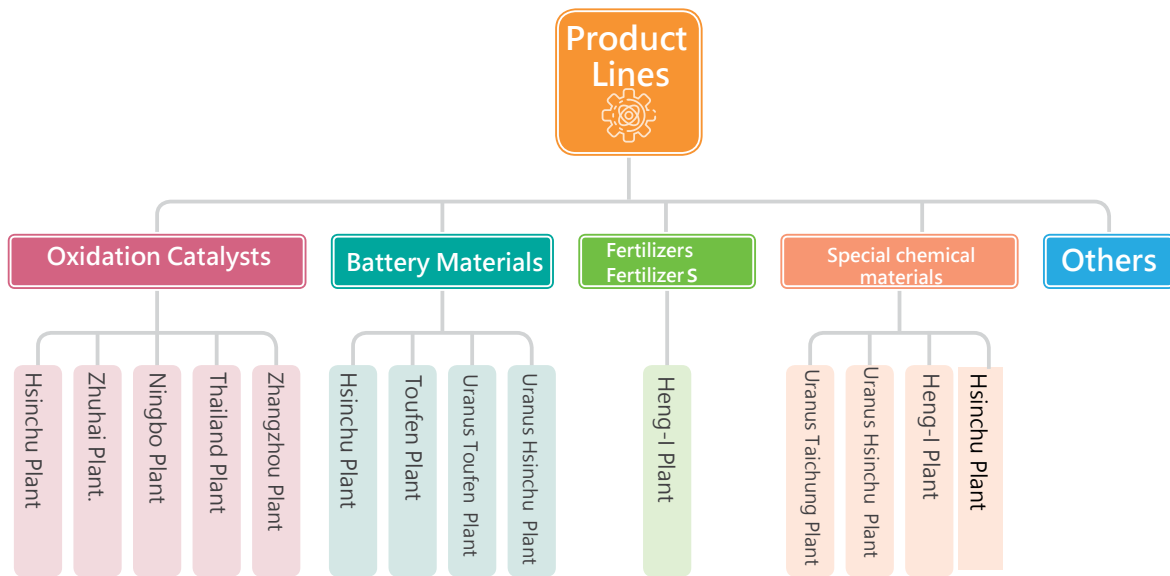 Product
Lines
Oxidation Catalysts
Battery Materials
Fertilizers
Fertilizer S
Special chemical
materials
Others
Hsinchu Plant
Zhuhai Plant.
Ningbo Plant
Thailand Plant
Zhangzhou Plant
Hsinchu Plant
Toufen Plant
Uranus Toufen Plant
Uranus Hsinchu Plant
Heng-I Plant
Uranus Taichung Plant
Uranus Hsinchu Plant
Heng-I Plant
Hsinchu Plant